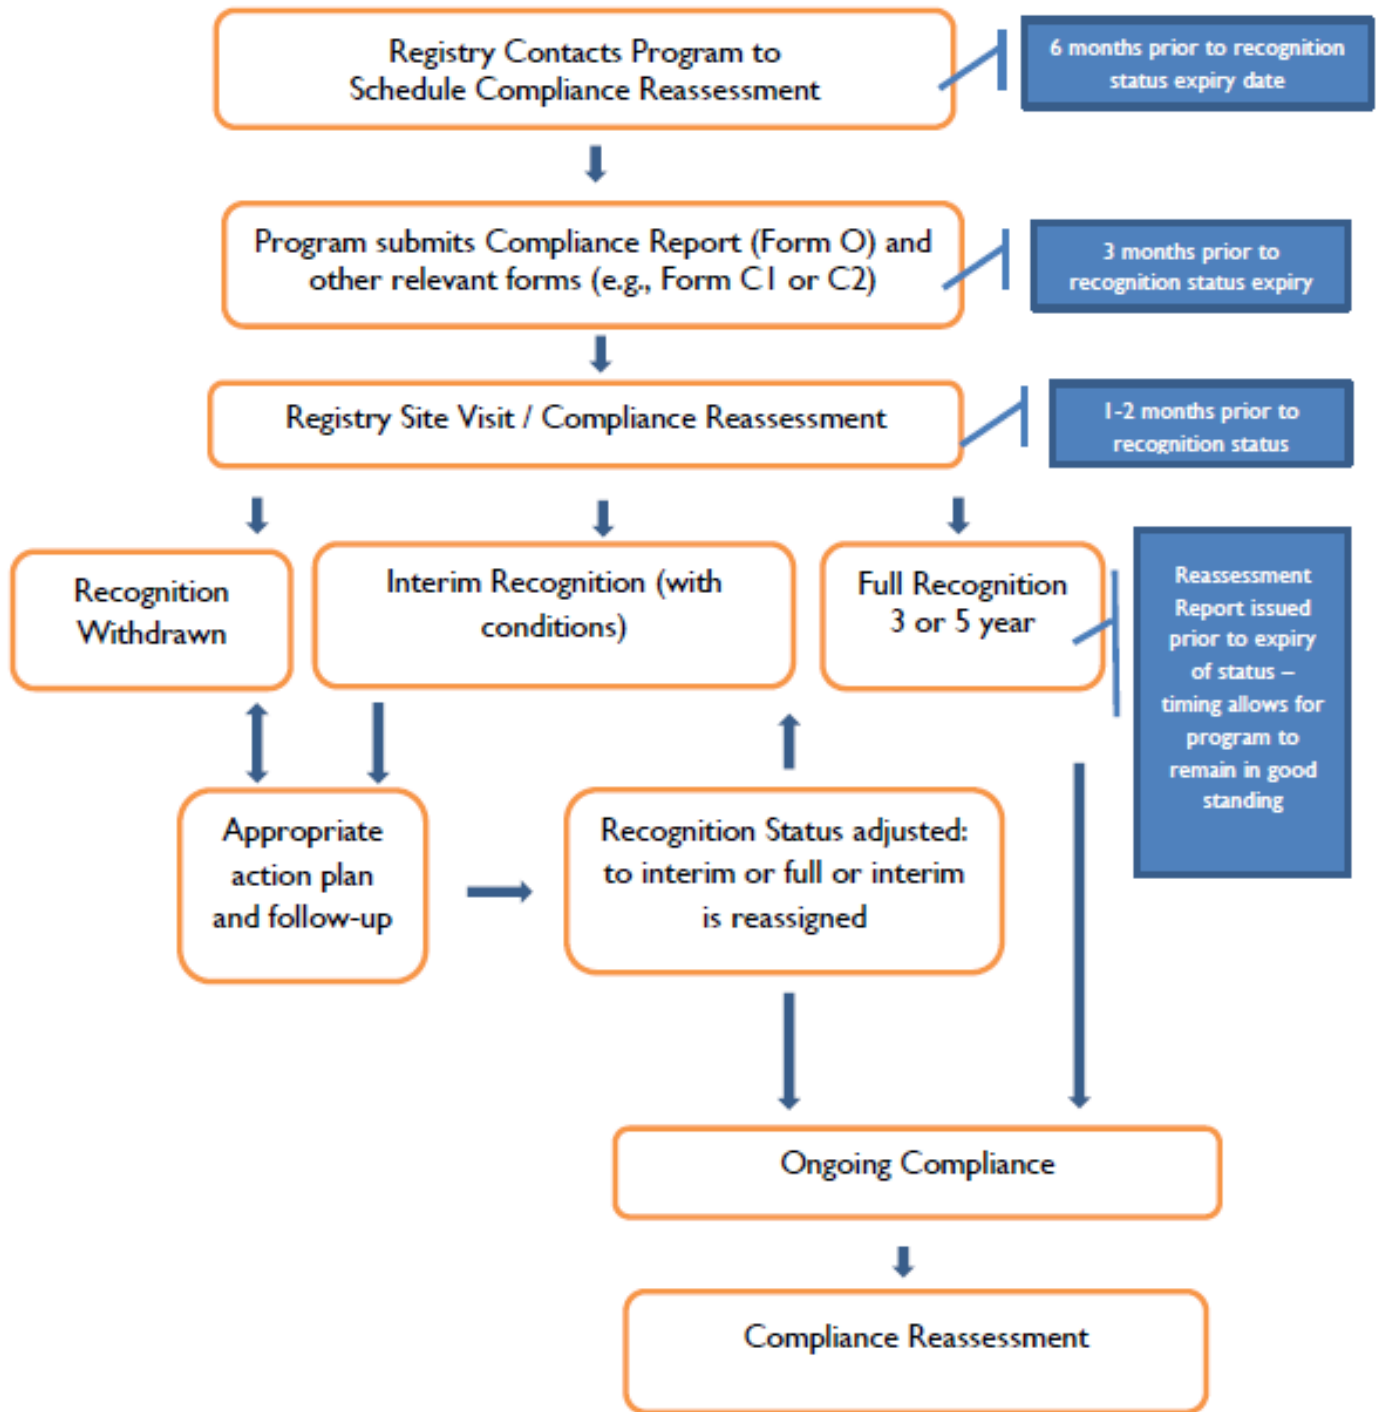 Registry Contacts Program to
Schedule Compliance Reassessment
6 months prior to recognition
status expiry date
Program submits Compliance Report (Form O) and
other relevant forms (e.g., Form C1 or C2)
3 months prior to
recognition status expiry
Registry Site Visit / Compliance Reassessment
1-2 months prior to
recognition status
Recognition
Withdrawn
Interim Recognition (with
conditions)
Full Recognition
3 or 5 year
Reassessment
Report issued
prior to expiry
of status –
timing allows for
program to
remain in good
standing
Appropriate
action plan
and follow-up
Recognition Status adjusted:
to interim or full or interim
is reassigned
Ongoing Compliance
Compliance Reassessment